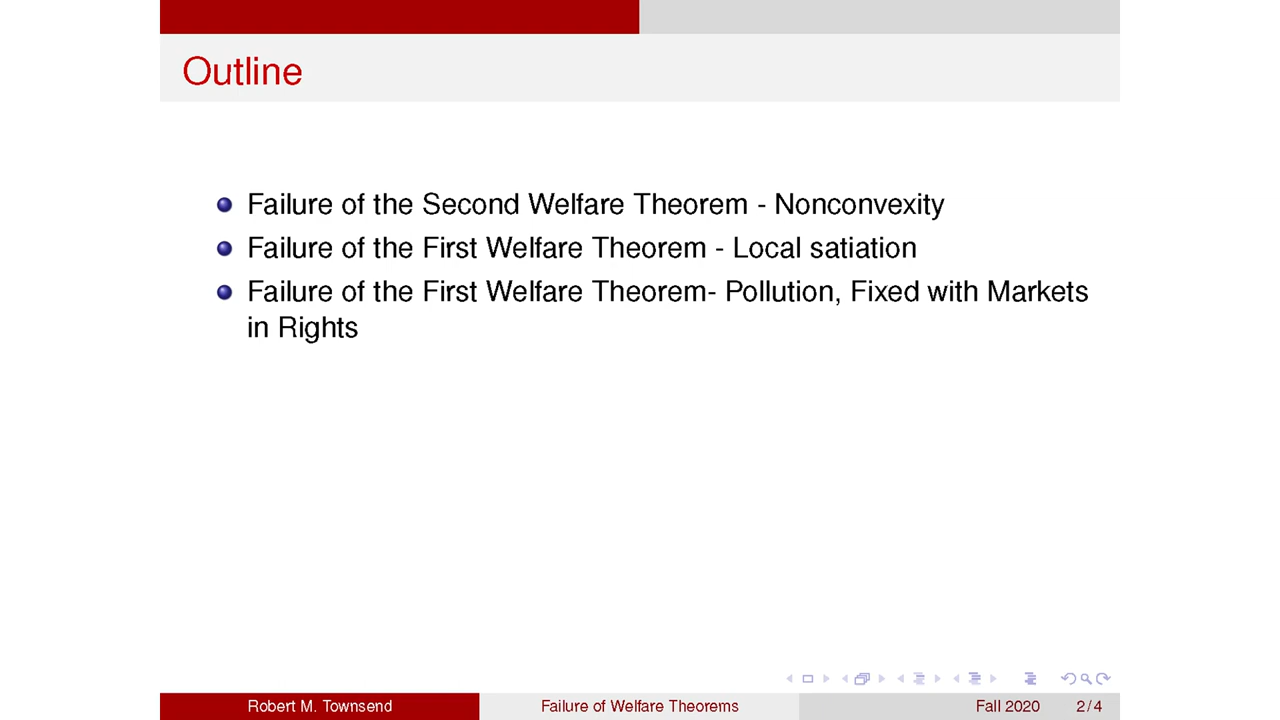 Outline
Failure of the Second Welfare Theorem - Nonconvexity
Failure of the First Welfare Theorem - Local satiation
Failure of the First Welfare Theorem- Pollution, Fixed with Markets
in Rights
Robert M. Townsend Failure of Welfare Theorems Fall 2020 2/4